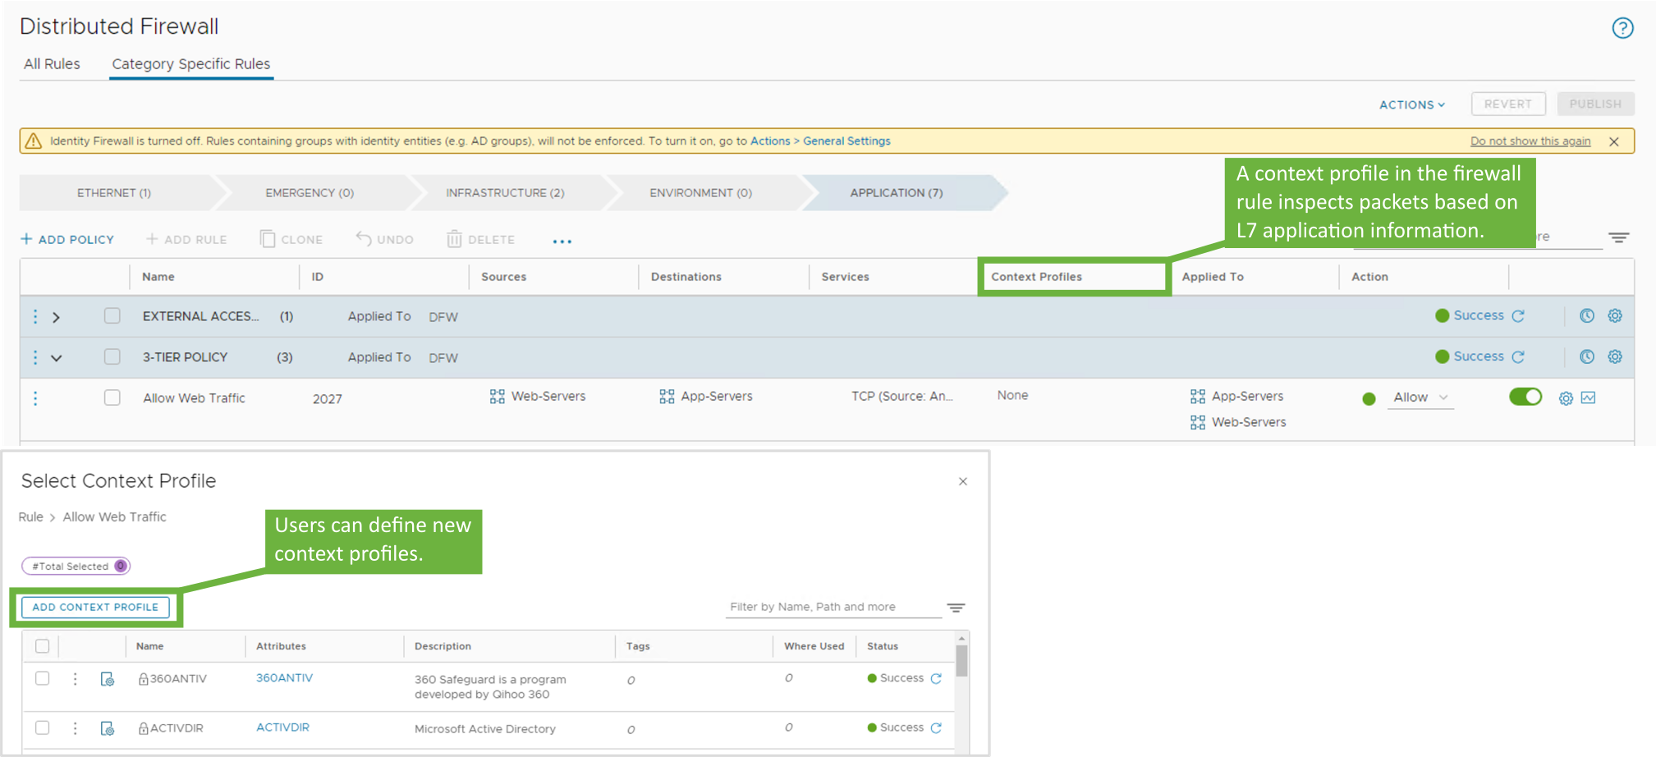 Distributed Firewall
All Rules Category Specific Rules
ACTIONS REVERT PUBLISH
Identity Firewall is turned off. Rules containing groups with identity entities (e.g. AD groups), will not be enforced. To turn it on, go to Actions > General Settings Do not show this again
A context profile in the firewall
rule inspects packets based on
L7 application information.
ETHERNET (1) EMERGENCY (0) INFRASTRUCTURE (2) ENVIRONMENT (0) APPLICATION (7)
+ ADD POLICY + ADD RULE CLONE UNDO DELETE ...
Name ID Sources Destinations Services Context Profiles Applied To Action
EXTERNAL ACCES... (1) Applied To DFW Success
3-TIER POLICY (3) Applied To DFW Success
Allow Web Traffic 2027 Web-Servers App-Servers TCP (Source: An... None App-Servers Allow
Web-Servers
Select Context Profile
Rule > Allow Web Traffic
Users can define new
context profiles.
#Total Selected 0
ADD CONTEXT PROFILE Filter by Name, Path and more
Name Attributes Description Tags Where Used Status
360ANTIV 360ANTIV 360 Safeguard is a program 0 0 Success
developed by Qihoo 360
ACTIVDIR ACTIVDIR Microsoft Active Directory 0 0 Success